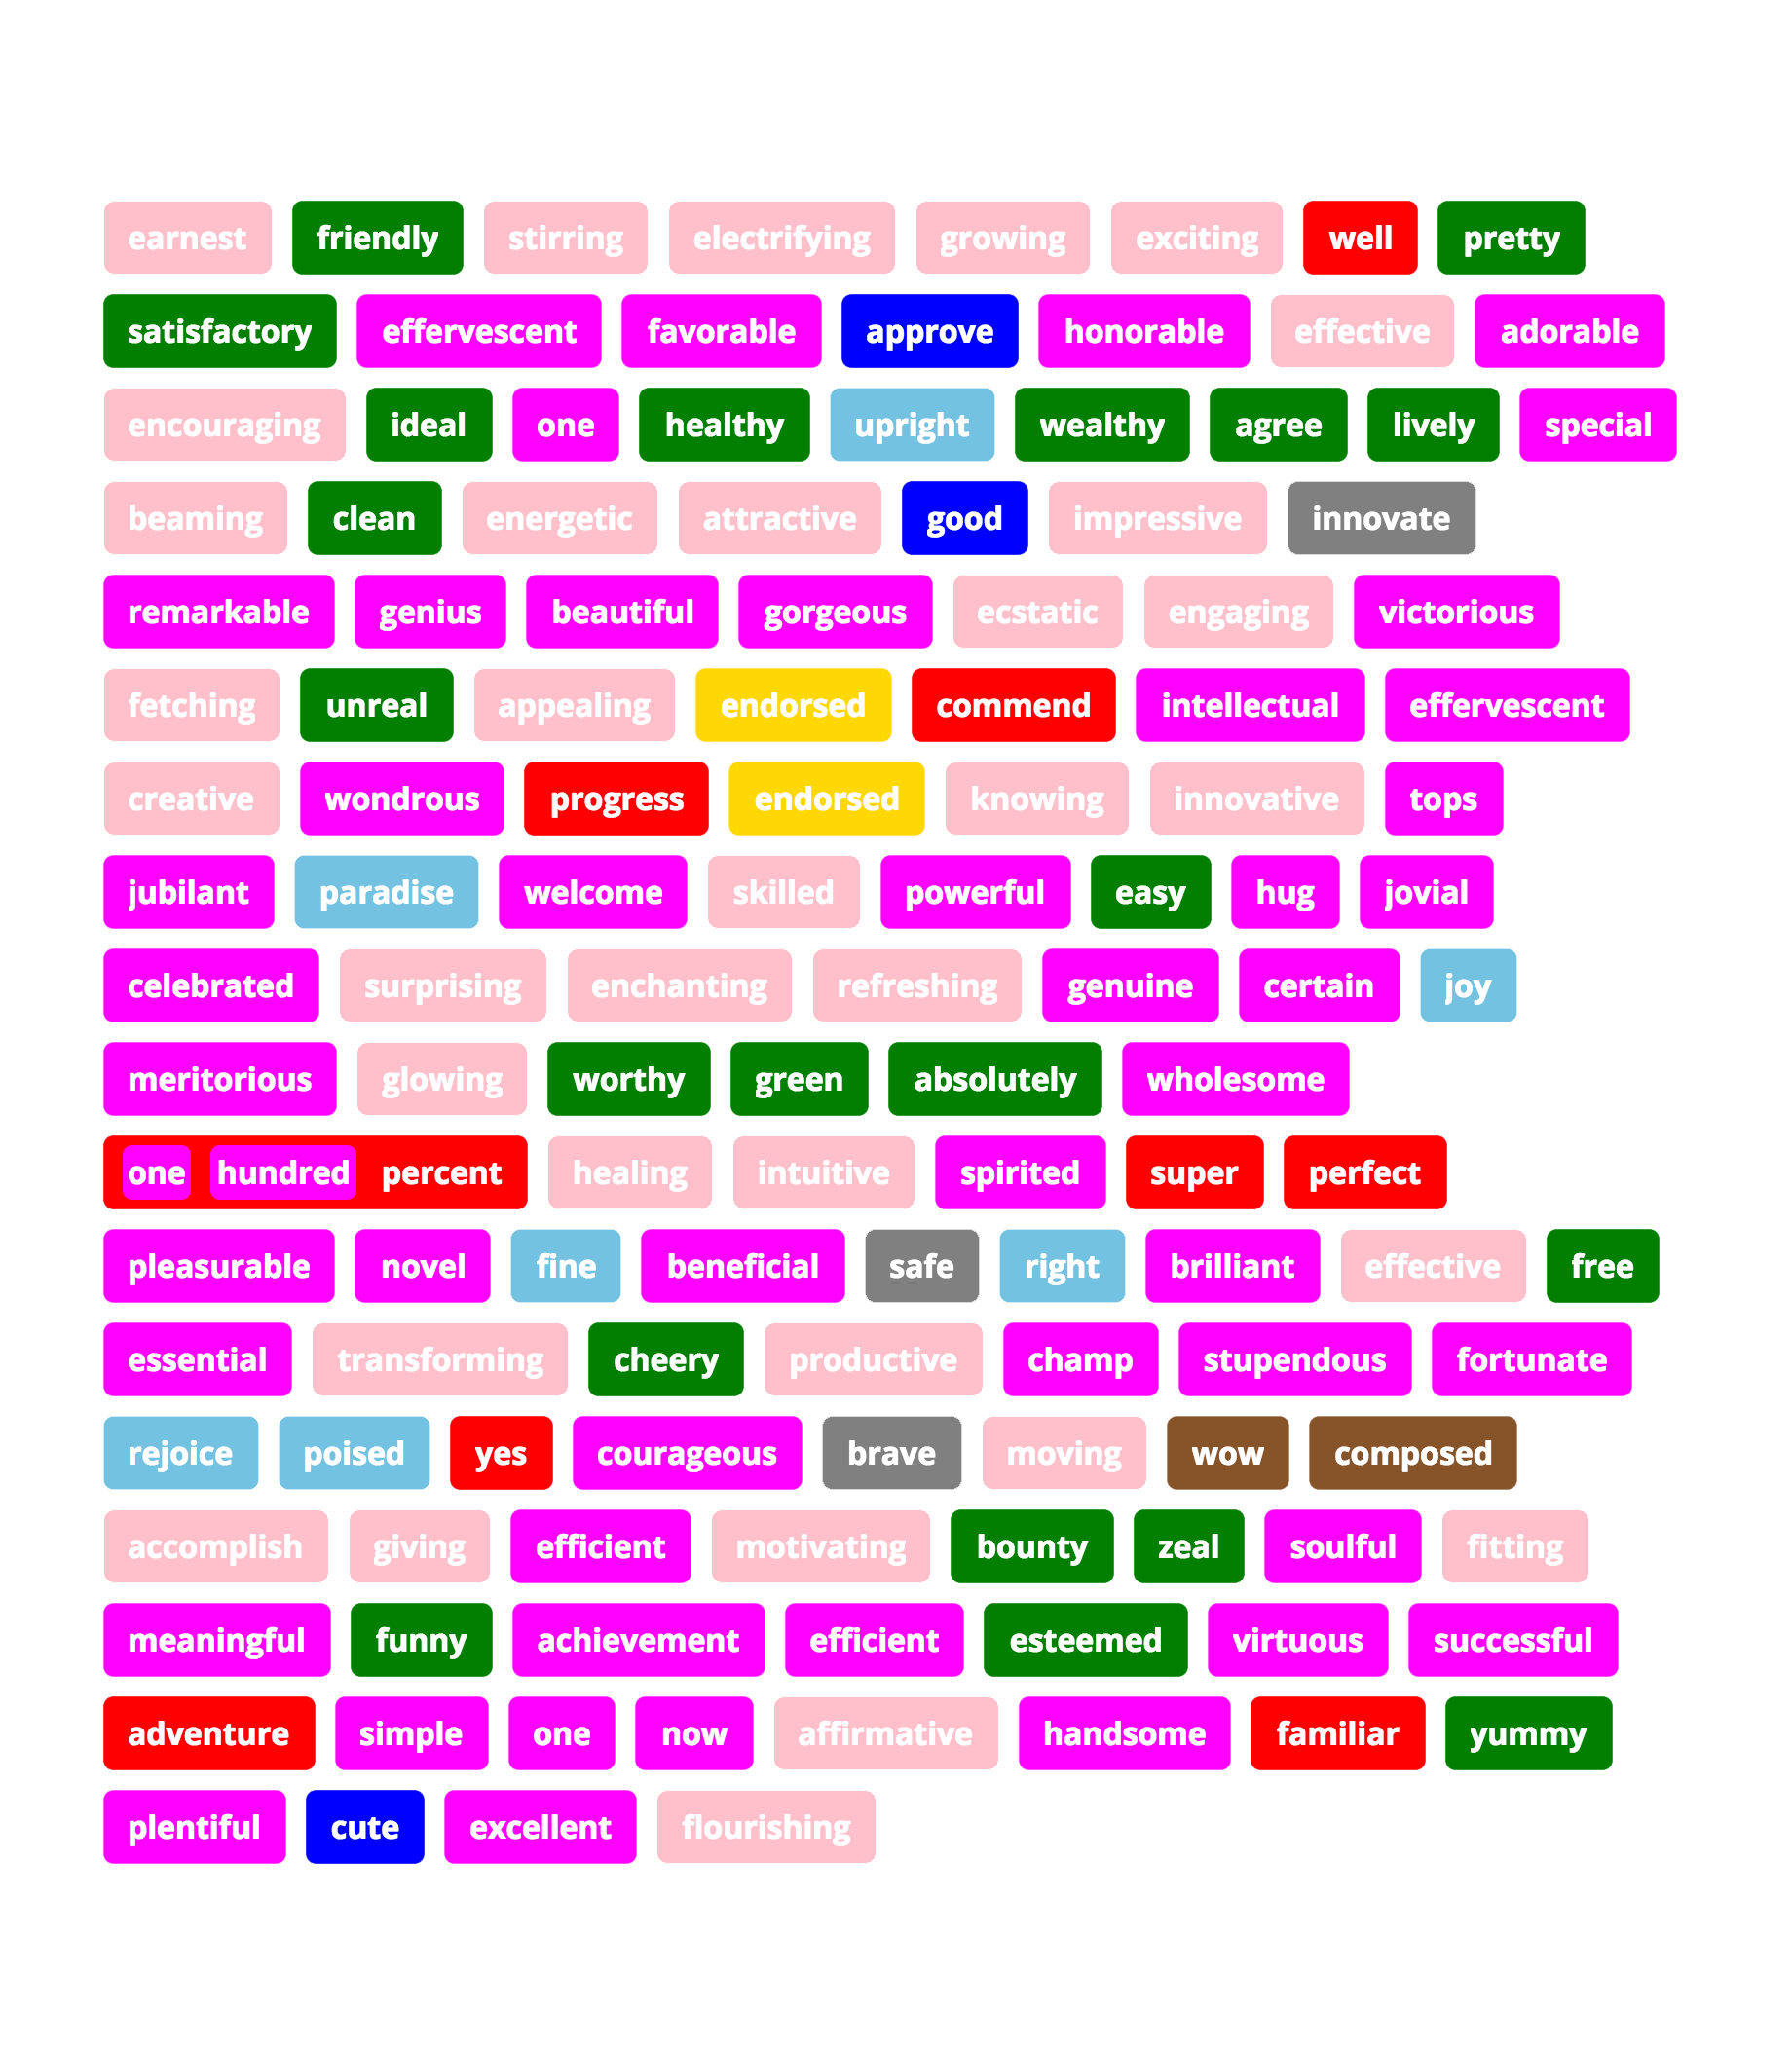 earnest friendly stirring electrifying growing exciting well pretty
satisfactory effervescent favorable approve honorable effective adorable
encouraging ideal one healthy upright wealthy agree lively special
beaming clean energetic attractive good impressive innovate
remarkable genius beautiful gorgeous ecstatic engaging victorious
fetching unreal appealing endorsed commend intellectual effervescent
creative wondrous progress endorsed knowing innovative tops
jubilant paradise welcome skilled powerful easy hug jovial
celebrated surprising enchanting refreshing genuine certain joy
meritorious glowing worthy green absolutely wholesome
one hundred percent healing intuitive spirited super perfect
pleasurable novel fine beneficial safe right brilliant effective free
essential transforming cheery productive champ stupendous fortunate
rejoice poised yes courageous brave moving wow composed
accomplish giving efficient motivating bounty zeal soulful fitting
meaningful funny achievement efficient esteemed virtuous successful
adventure simple one now affirmative handsome familiar yummy
plentiful cute excellent flourishing